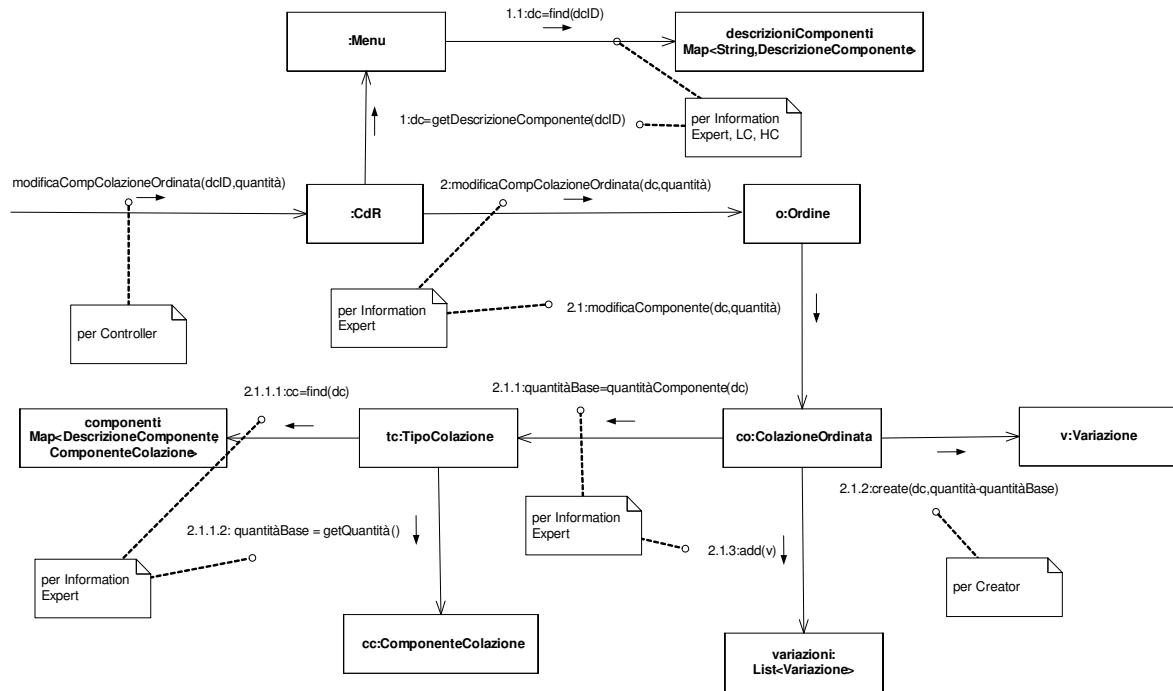 1.1:dc=find(dcID)
:Menu
descrizioniComponenti
Map<String,DescrizioneComponente>
1:dc=getDescrizioneComponente(dcID)
per Information
Expert, LC, HC
modificaCompColazioneOrdinata(dcID,quantità)
2:modificaCompColazioneOrdinata(dc,quantità)
:CdR
o:Ordine
per Controller
per Information
Expert
2.1:modificaComponente(dc,quantità)
2.1.1.1:cc=find(dc)
2.1.1:quantitàBase=quantitàComponente(dc)
componenti:
Map<DescrizioneComponente,
ComponenteColazione>
tc:TipoColazione
co:ColazioneOrdinata
v:Variazione
2.1.2:create(dc,quantità-quantitàBase)
2.1.1.2: quantitàBase = getQuantità()
per Information
Expert
2.1.3:add(v)
per Information
Expert
per Creator
cc:ComponenteColazione
variazioni:
List<Variazione>